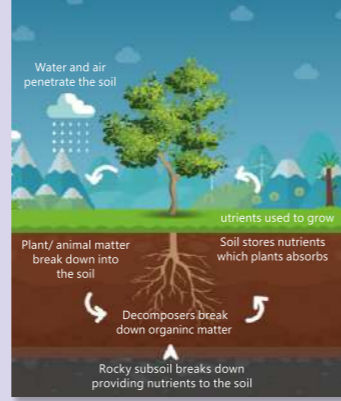 Water and air
penetrate the soil
utrients used to grow
Plant/ animal matter
break down into
the soil
Soil stores nutrients
which plants absorbs
Decomposers break
down organinc matter
Rocky subsoil breaks down
providing nutrients to the soil